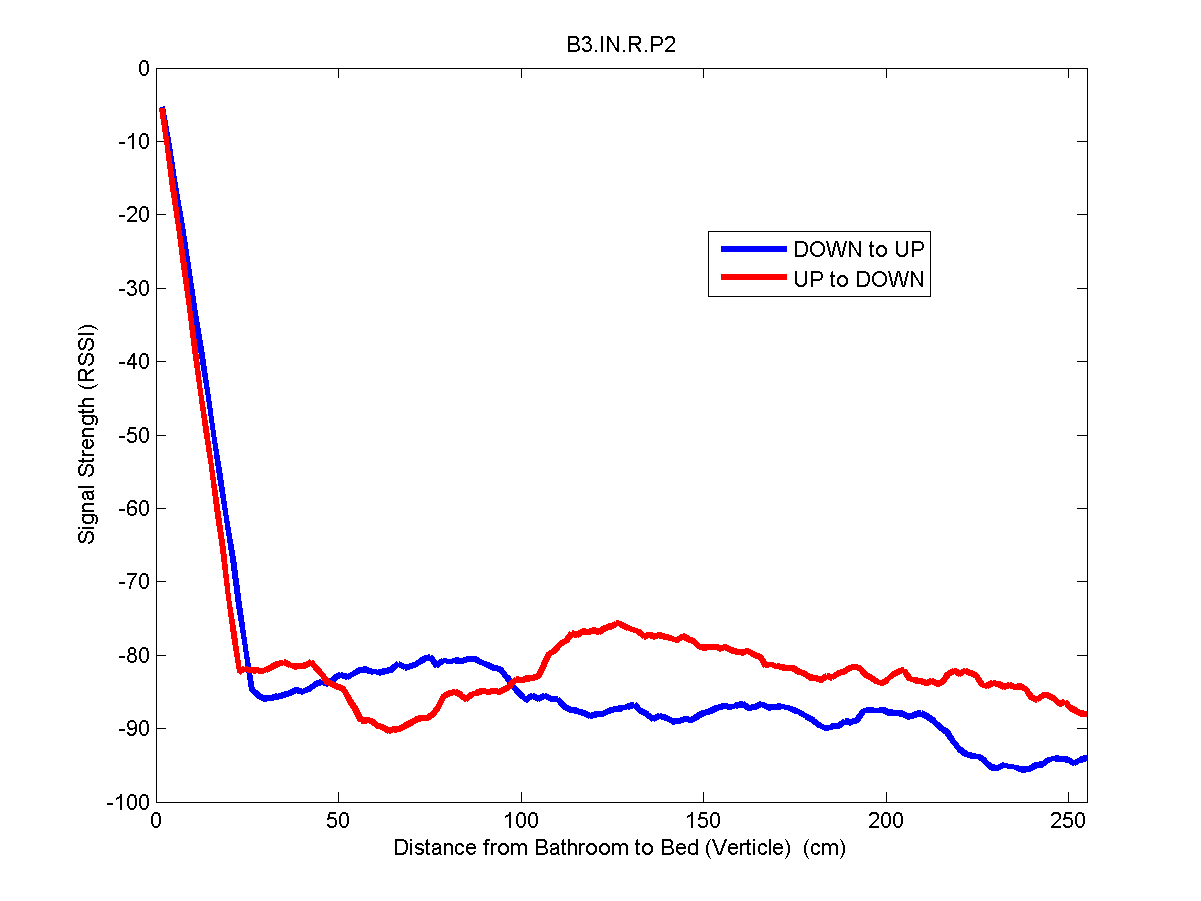 B3.IN.R.P2
0
-10
-20
-30
-40
-50
-60
-70
-80
-90
-100
Signal Strength (RSSI)
DOWN to UP
UP to DOWN
0 50 100 150 200 250
Distance from Bathroom to Bed (Verticle)  (cm)